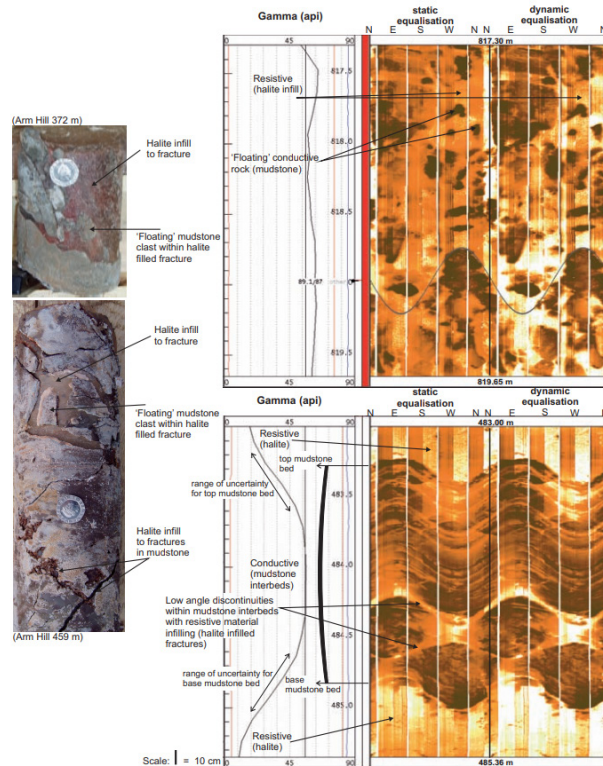 Gamma (api)
static
equalisation
dynamic
equalisation
45
90
N E S W N N E S W N
817.30 m
817.5
Resistive
(halite infill)
818.0
'Floating' conductive
rock (mudstone)
818.5
819.5
45
90
819.65 m
(Arm Hill 372 m)
Halite infill
to fracture
'Floating' mudstone
clast within halite
filled fracture
Halite infill
to fracture
'Floating' mudstone
clast within halite
filled fracture
Halite infill
to fractures
in mudstone
(Arm Hill 459 m)
Gamma (api)
static
equalisation
dynamic
equalisation
45
90
N E S W N E S W
483.00 m
Resistive
(halite)
top mudstone
bed
range of uncertainty
for top mudstone bed
483.5
Conductive
(mudstone
interbeds)
484.0
Low angle discontinuities
within mudstone interbeds
with resistive material
infilling (halite infilled
fractures)
484.5
range of uncertainty for
base mudstone bed
base
mudstone bed
485.0
Resistive
(halite)
45
90
485.36 m
Scale: = 10 cm